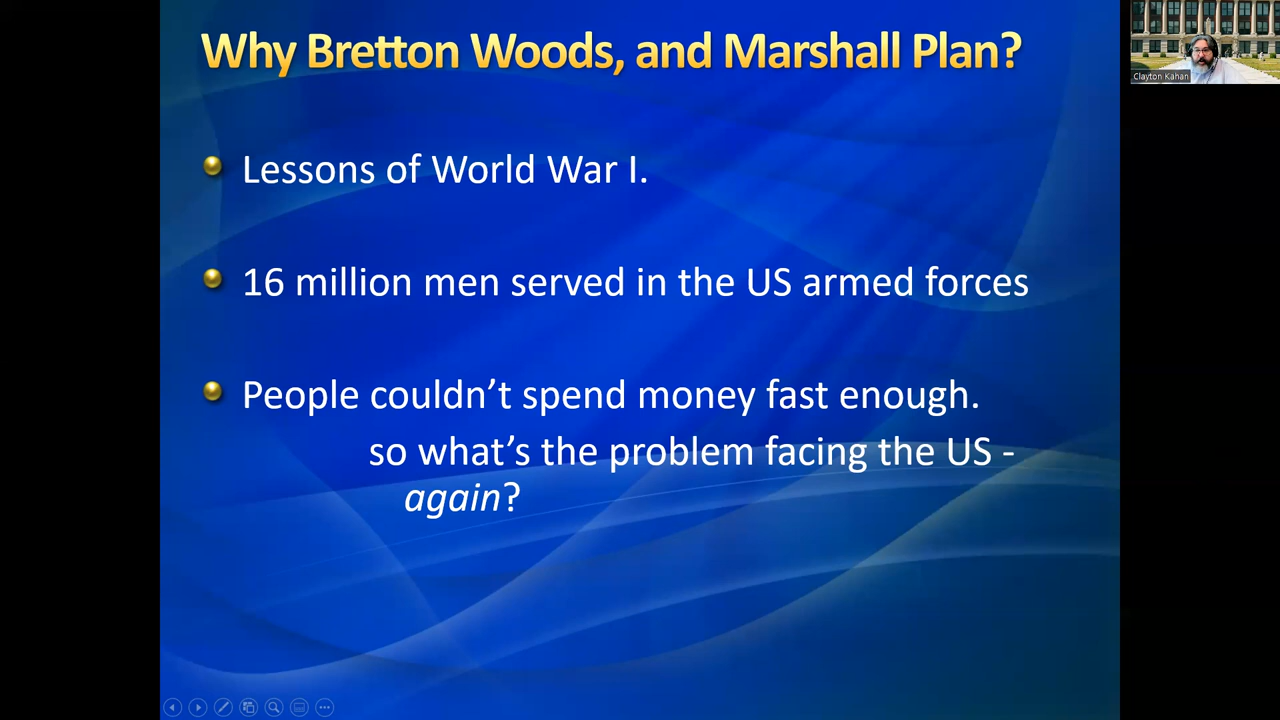 Why Bretton Woods, and Marshall Plan?
Lessons of World War I.
16 million men served in the US armed forces
People couldn’t spend money fast enough.
so what’s the problem facing the US -
again?
Clayton Kahan